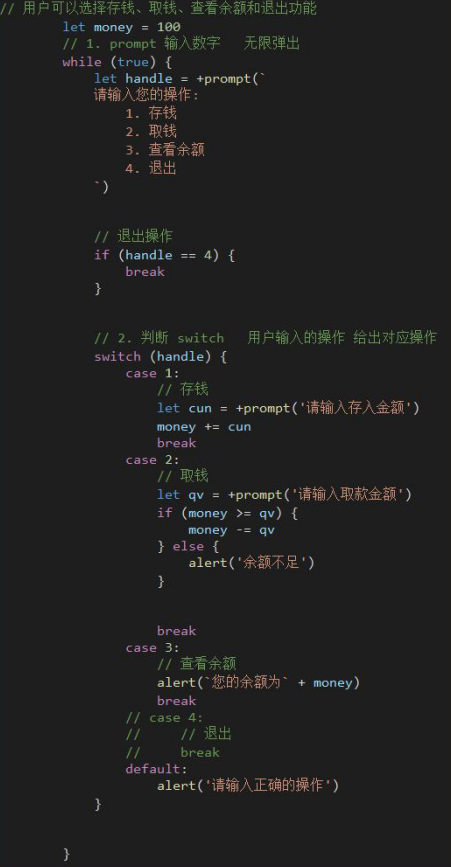 // 用户可以选择存钱、取钱、查看余额和退出功能
let money = 100
// 1. prompt 输入数字   无限弹出
while (true) {
let handle = +prompt(`
请输入您的操作:
1. 存钱
2. 取钱
3. 查看余额
4. 退出
`)
// 退出操作
if (handle == 4) {
break
}
// 2. 判断 switch   用户输入的操作 给出对应操作
switch (handle) {
case 1:
// 存钱
let cun = +prompt('请输入存入金额')
money += cun
break
case 2:
// 取钱
let qv = +prompt('请输入取款金额')
if (money >= qv) {
money -= qv
} else {
alert('余额不足')
}
break
case 3:
// 查看余额
alert(`您的余额为` + money)
break
// case 4:
//     // 退出
//     break
default:
alert('请输入正确的操作')
}
}